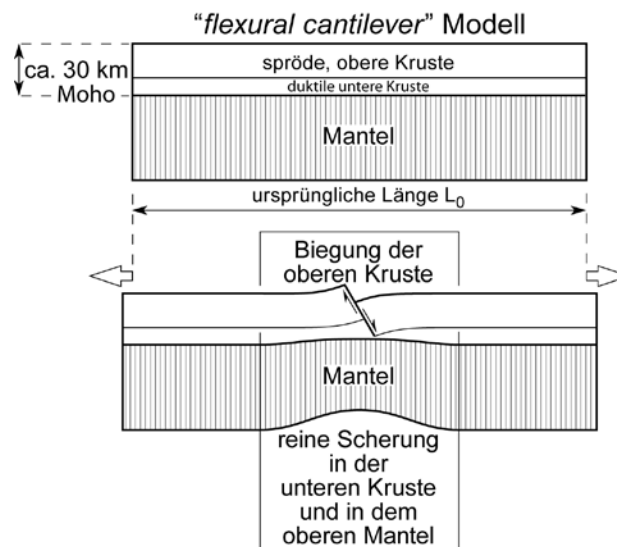 “flexural cantilever” Modell
ca. 30 km
Moho
spröde, obere Kruste
duktile untere Kruste
Mantel
ursprüngliche Länge L₀
Biegung der
oberen Kruste
Mantel
reine Scherung
in der
unteren Kruste
und in dem
oberen Mantel